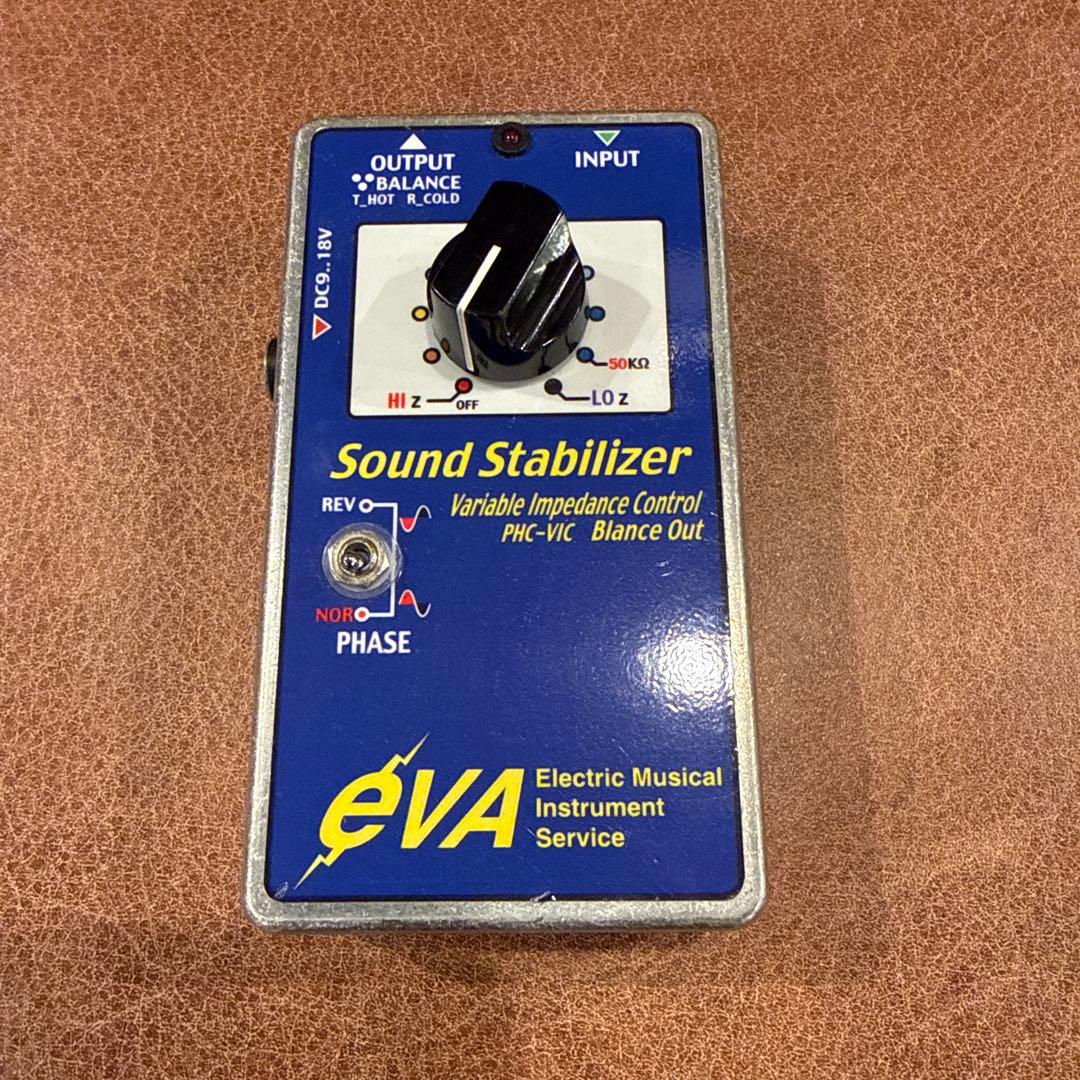 OUTPUT
INPUT
BALANCE
T_HOT R_COLD
DC9..18V
50KΩ
HI z
OFF
LO z
Sound Stabilizer
REV
Variable Impedance Control
PHC-VIC Blance Out
NOR
PHASE
eVA
Electric Musical
Instrument
Service